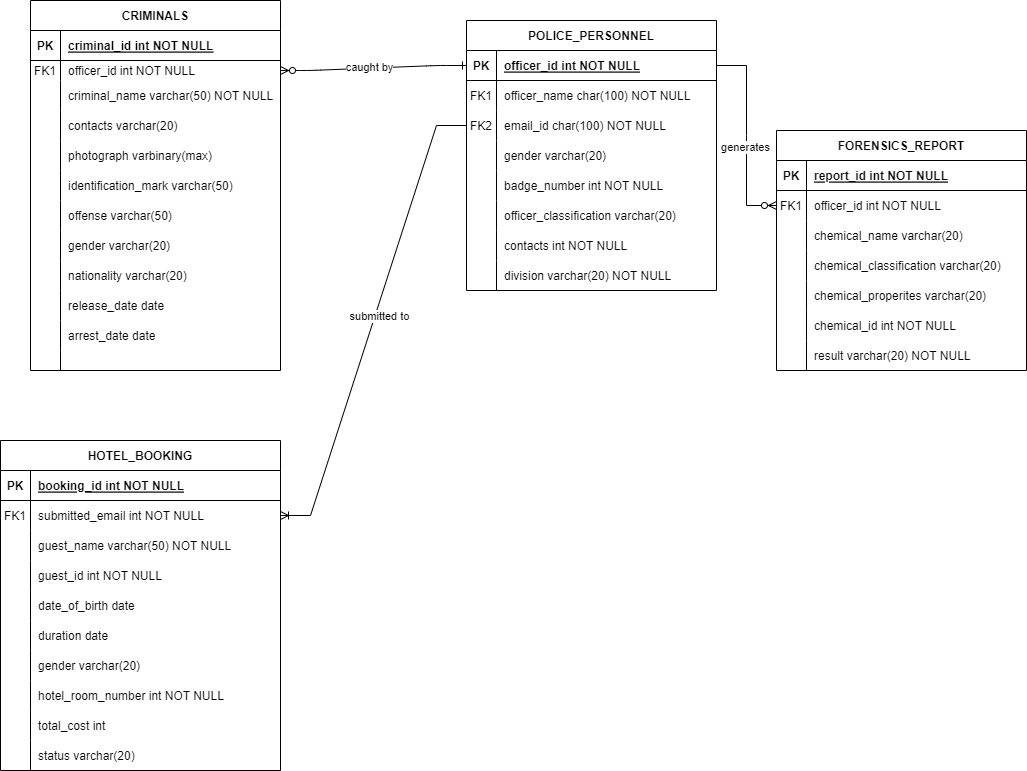 CRIMINALS
PK criminal_id int NOT NULL
FK1 officer_id int NOT NULL
criminal_name varchar(50) NOT NULL
contacts varchar(20)
photograph varbinary(max)
identification_mark varchar(50)
offense varchar(50)
gender varchar(20)
nationality varchar(20)
release_date date
arrest_date date
caught by
POLICE_PERSONNEL
PK officer_id int NOT NULL
FK1 officer_name char(100) NOT NULL
FK2 email_id char(100) NOT NULL
gender varchar(20)
badge_number int NOT NULL
officer_classification varchar(20)
contacts int NOT NULL
division varchar(20) NOT NULL
generates
FORENSICS_REPORT
PK report_id int NOT NULL
FK1 officer_id int NOT NULL
chemical_name varchar(20)
chemical_classification varchar(20)
chemical_properites varchar(20)
chemical_id int NOT NULL
result varchar(20) NOT NULL
submitted to
HOTEL_BOOKING
PK booking_id int NOT NULL
FK1 submitted_email int NOT NULL
guest_name varchar(50) NOT NULL
guest_id int NOT NULL
date_of_birth date
duration date
gender varchar(20)
hotel_room_number int NOT NULL
total_cost int
status varchar(20)